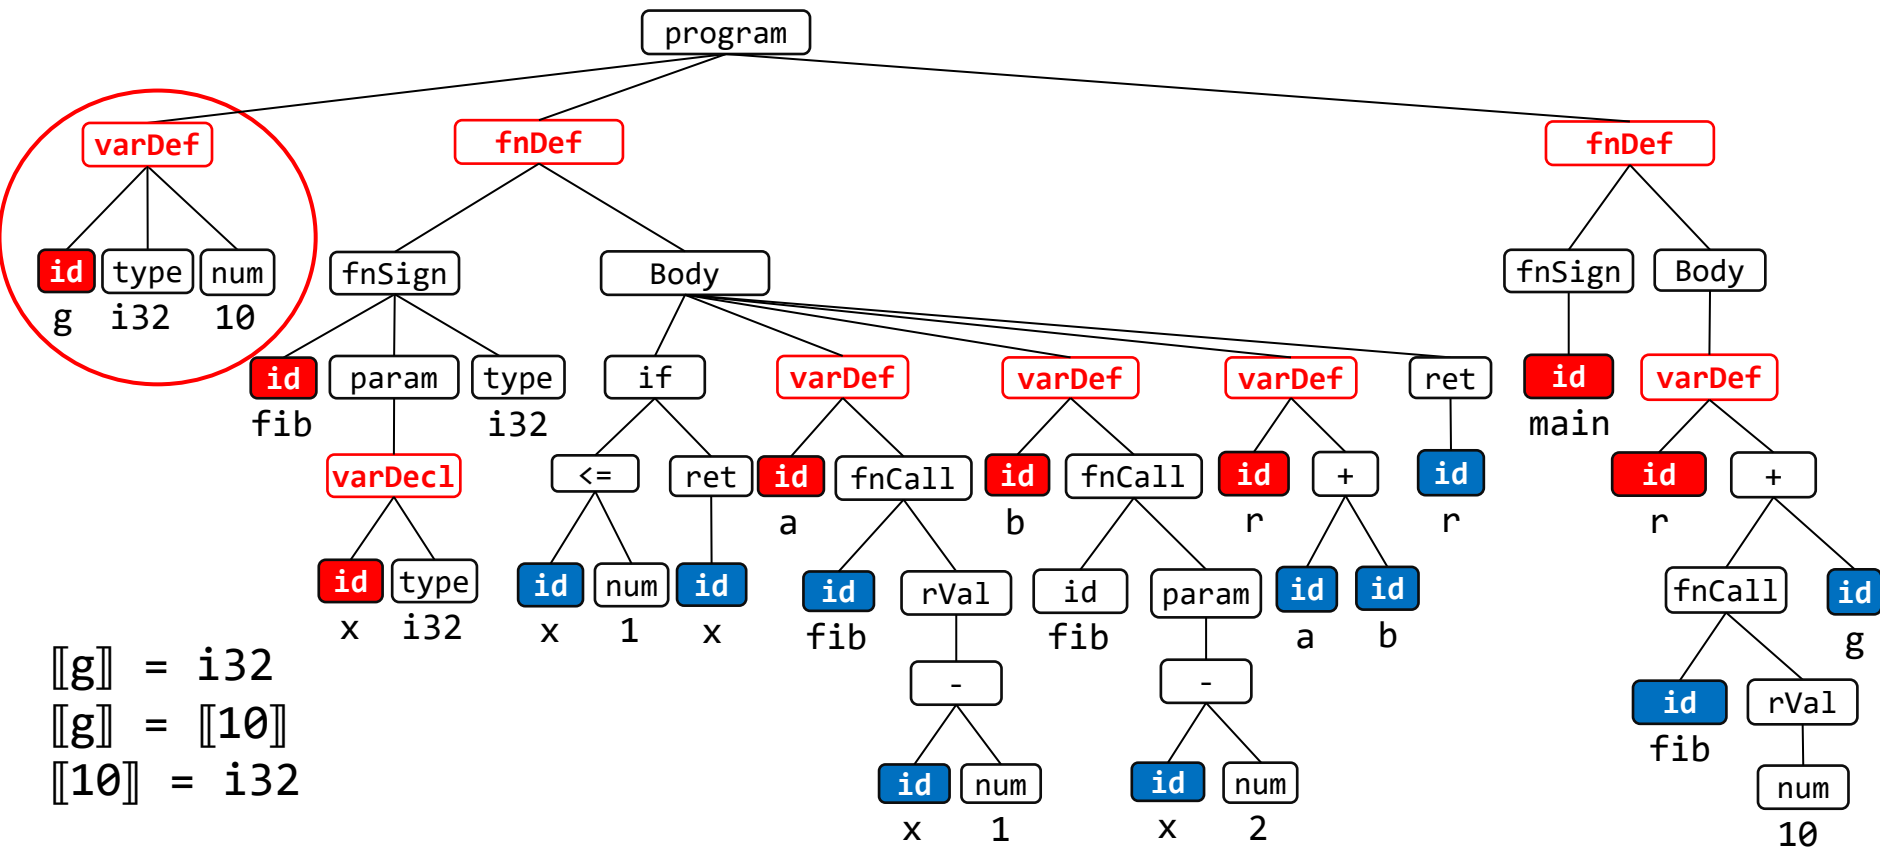 program
varDef fnDef fnDef
id type num fnSign Body fnSign Body
g i32 10
id param type if varDef varDef varDef ret id varDef
fib i32 main
varDecl <= ret id fnCall id fnCall id + id id +
a b r r r
id type id num id id rVal id param id id fnCall id
x i32 x 1 x fib fib a b g
⟦g⟧ = i32
- - id rVal
⟦g⟧ = ⟦10⟧
fib
⟦10⟧ = i32
id num id num num
x 1 x 2 10